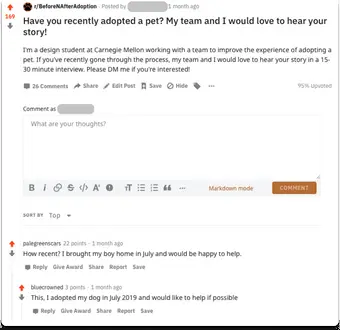 r/BeforeNAfterAdoption · Posted by 1 month ago
169
Have you recently adopted a pet? My team and I would love to hear your
story!
I'm a design student at Carnegie Mellon working with a team to improve the experience of adopting a
pet. If you've recently gone through the process, my team and I would love to hear your story in a 15-
30 minute interview. Please DM me if you're interested!
26 Comments Share Edit Post Save Hide ··· 95% upvoted
Comment as
What are your thoughts?
B i A ! TT ··· Markdown mode COMMENT
SORT BY Top
palegreenscars 22 points · 1 month ago
How recent? I brought my boy home in July and would be happy to help.
Reply Give Award Share Report Save
bluecrowned 3 points · 1 month ago
This, I adopted my dog in July 2019 and would like to help if possible
Reply Give Award Share Report Save